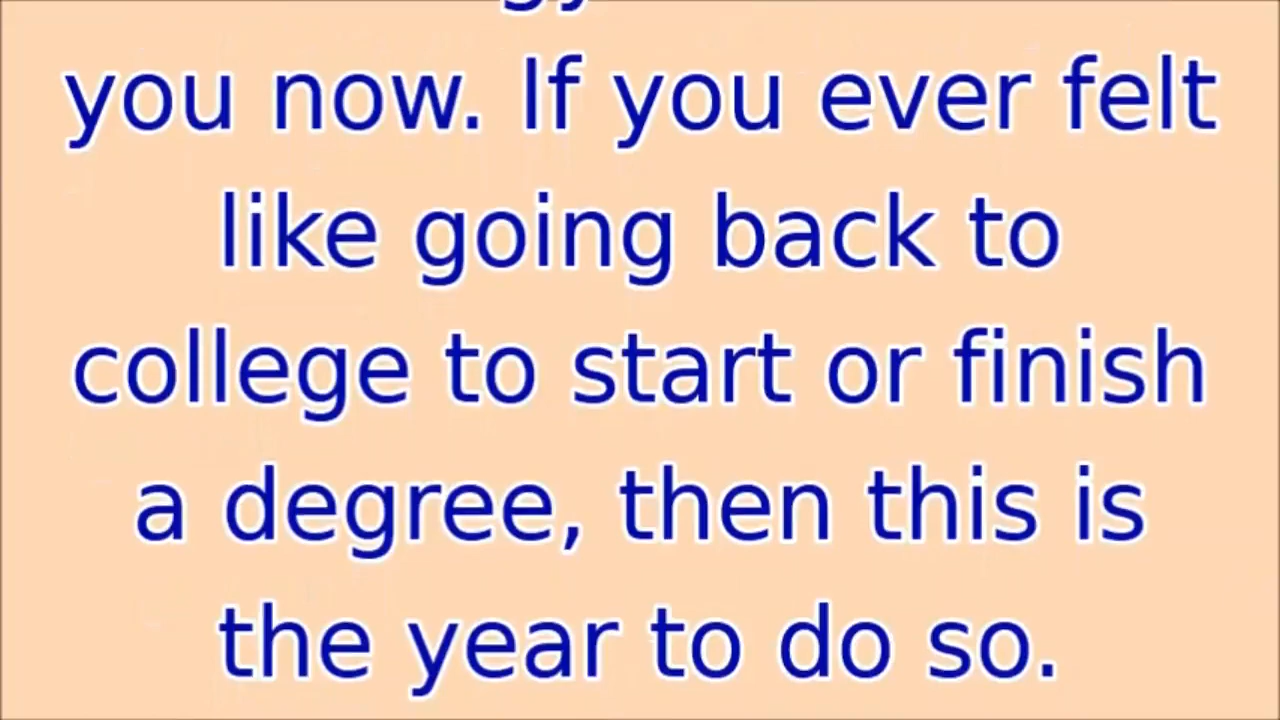 you now. If you ever felt
like going back to
college to start or finish
a degree, then this is
the year to do so.